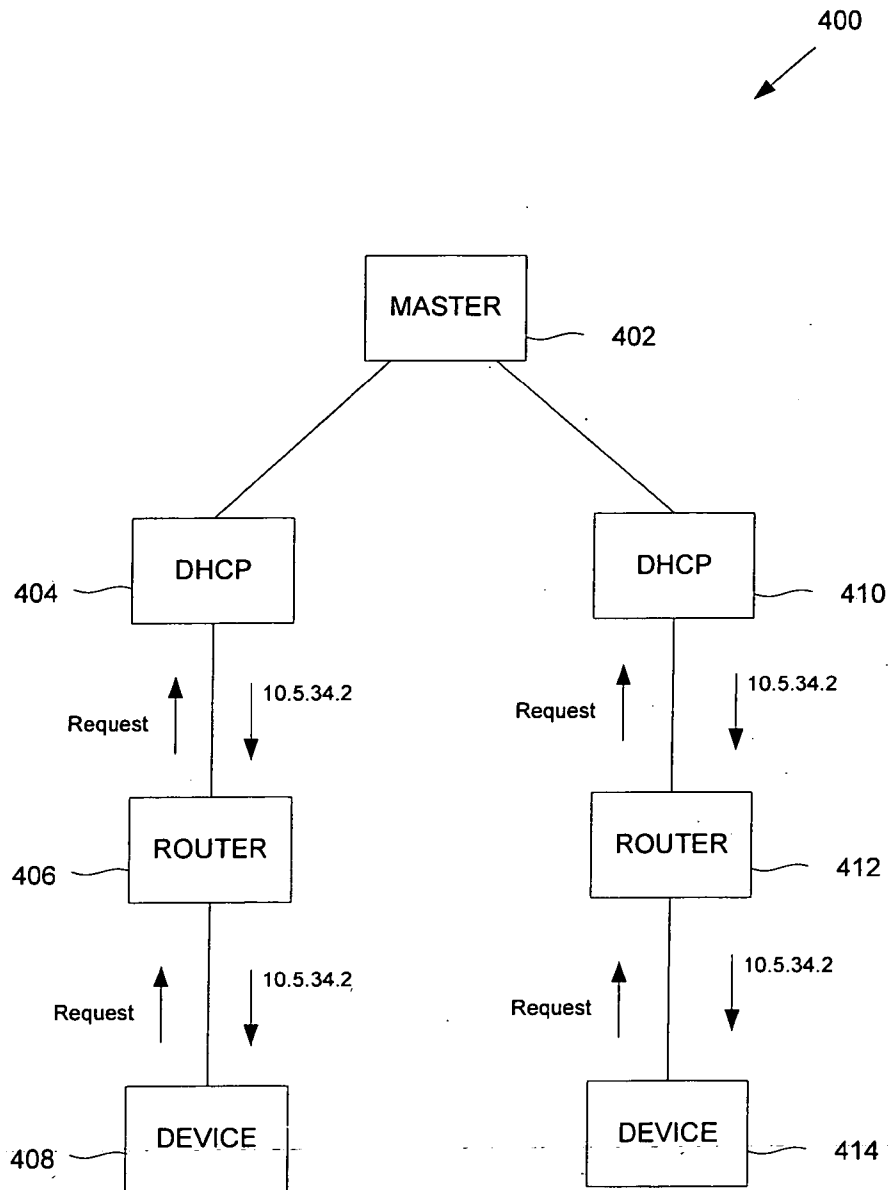 400
MASTER
402
DHCP
404
DHCP
410
Request
10.5.34.2
Request
10.5.34.2
ROUTER
406
ROUTER
412
Request
10.5.34.2
Request
10.5.34.2
DEVICE
408
DEVICE
414